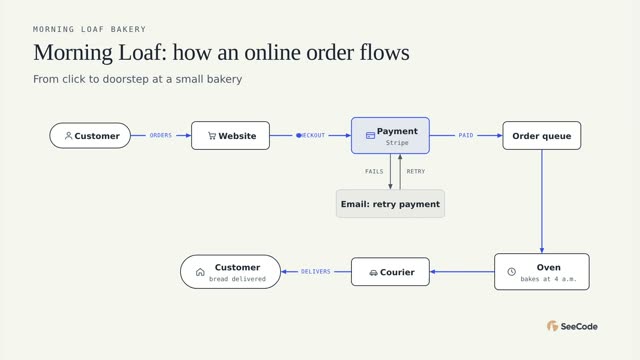 MORNING LOAF BAKERY
Morning Loaf: how an online order flows
From click to doorstep at a small bakery
Customer
ORDERS
Website
Payment
Stripe
PAID
Order queue
FAILS
RETRY
Email: retry payment
Customer
bread delivered
DELIVERS
Courier
Oven
bakes at 4 a.m.
SeeCode